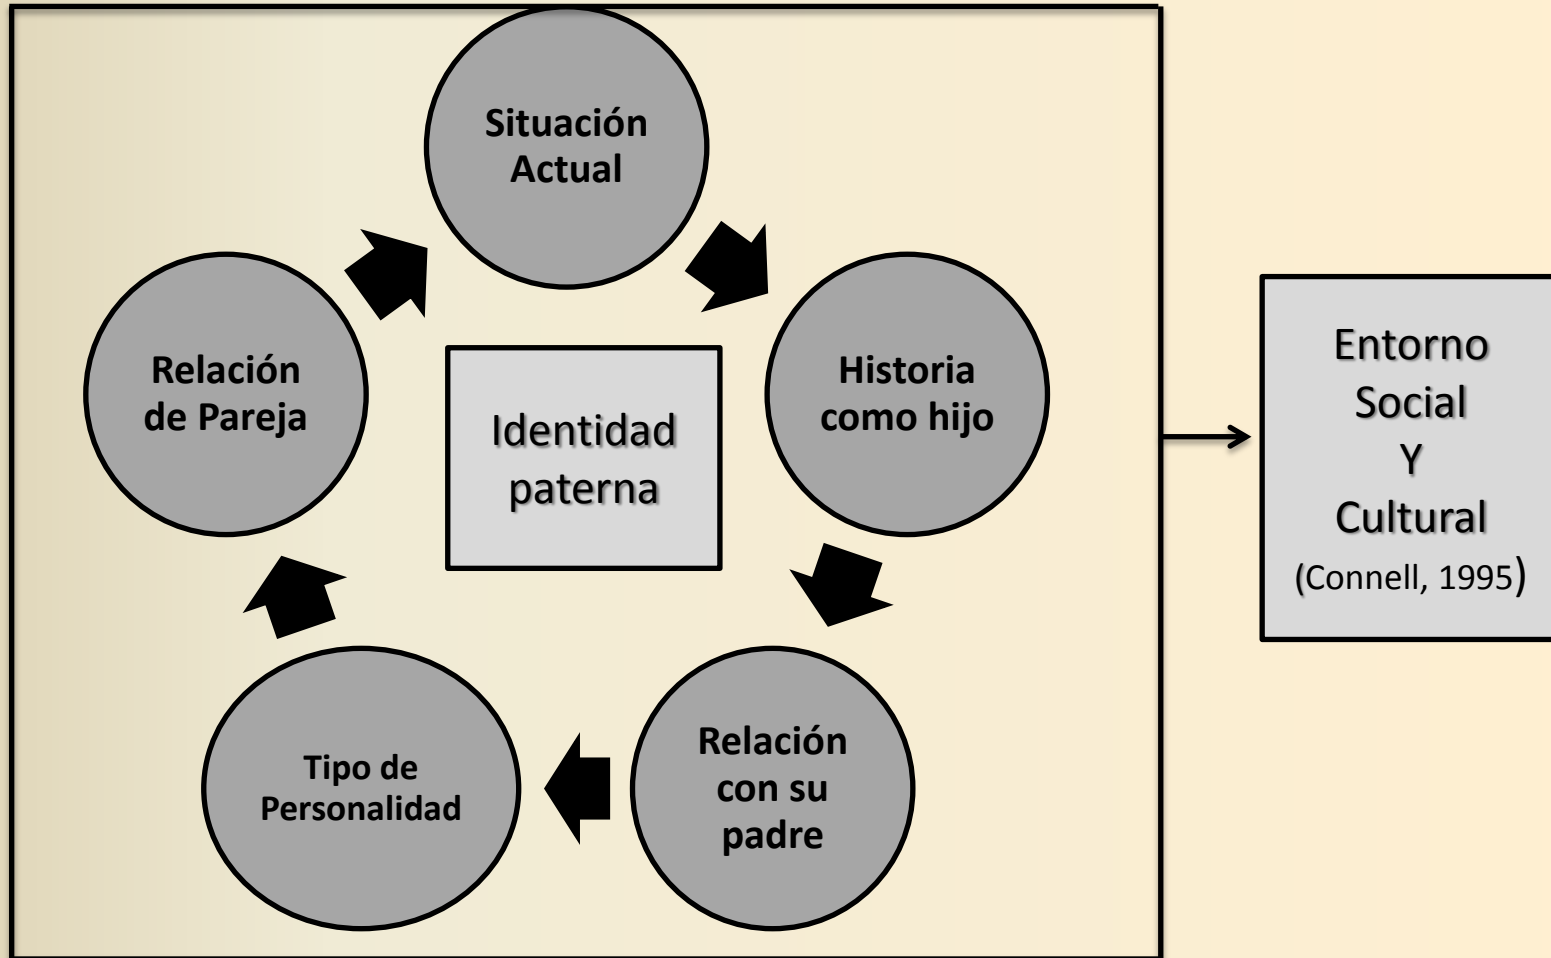 Situación
Actual
Historia
como hijo
Relación
con su
padre
Tipo de
Personalidad
Relación
de Pareja
Identidad
paterna
Entorno
Social
Y
Cultural
(Connell, 1995)